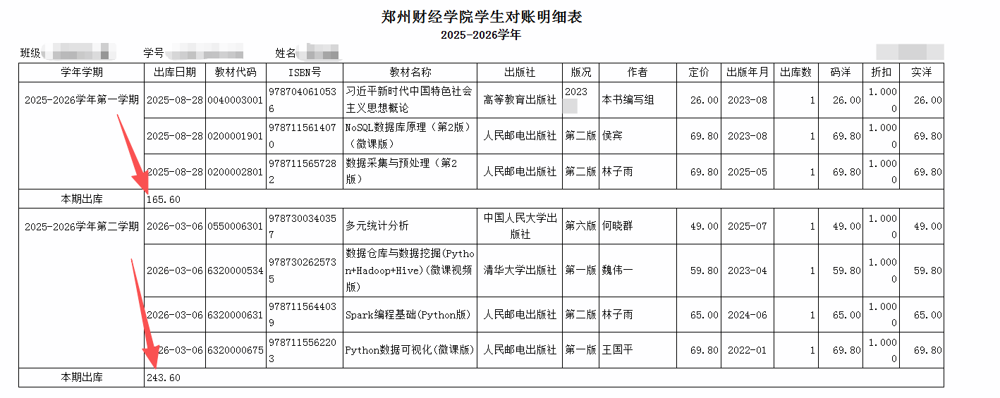 郑州财经学院学生对账明细表
2025-2026学年
班级 学号 姓名
学年学期 出库日期 教材代码 ISBN号 教材名称 出版社 版况 作者 定价 出版年月 出库数 码洋 折扣 实洋
2025-2026学年第一学期 2025-08-28 0040003001 9787040610536 习近平新时代中国特色社会主义思想概论 高等教育出版社 2023 本书编写组 26.00 2023-08 1 26.00 1.0000 26.00
2025-08-28 0200001901 9787115614070 NoSQL数据库原理（第2版）（微课版） 人民邮电出版社 第二版 侯宾 69.80 2023-08 1 69.80 1.0000 69.80
2025-08-28 0200002801 9787115657282 数据采集与预处理（第2版） 人民邮电出版社 第二版 林子雨 69.80 2025-05 1 69.80 1.0000 69.80
本期出库 165.60
2025-2026学年第二学期 2026-03-06 0550006301 9787300340357 多元统计分析 中国人民大学出版社 第六版 何晓群 49.00 2025-07 1 49.00 1.0000 49.00
2026-03-06 6320000534 9787302625735 数据仓库与数据挖掘(Python+Hadoop+Hive)(微课视频版) 清华大学出版社 第一版 魏伟一 59.80 2023-04 1 59.80 1.0000 59.80
2026-03-06 6320000631 9787115644039 Spark编程基础(Python版) 人民邮电出版社 第二版 林子雨 65.00 2024-06 1 65.00 1.0000 65.00
26-03-06 6320000675 9787115562203 Python数据可视化(微课版) 人民邮电出版社 第一版 王国平 69.80 2022-01 1 69.80 1.0000 69.80
本期出库 243.60